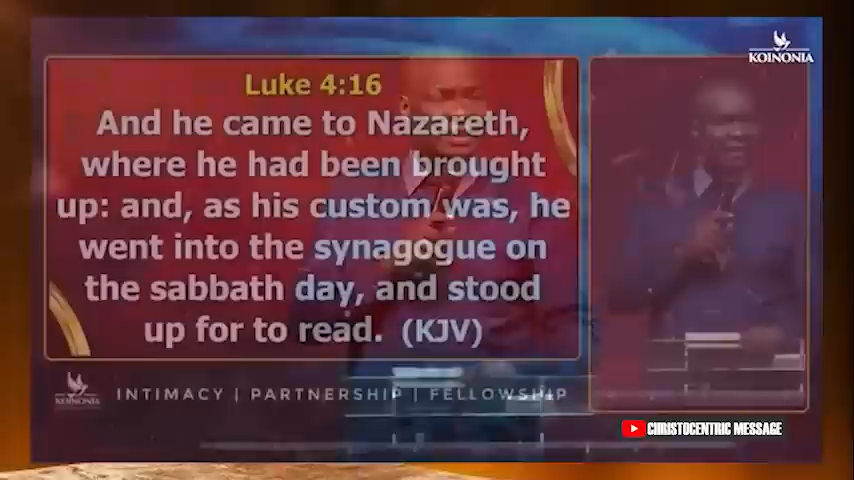 KOINONIA
Luke 4:16
And he came to Nazareth,
where he had been brought
up: and, as his custom was, he
went into the synagogue on
the sabbath day, and stood
up for to read. (KJV)
KOINONIA
INTIMACY | PARTNERSHIP | FELLOWSHIP
CHRISTOCENTRIC MESSAGE